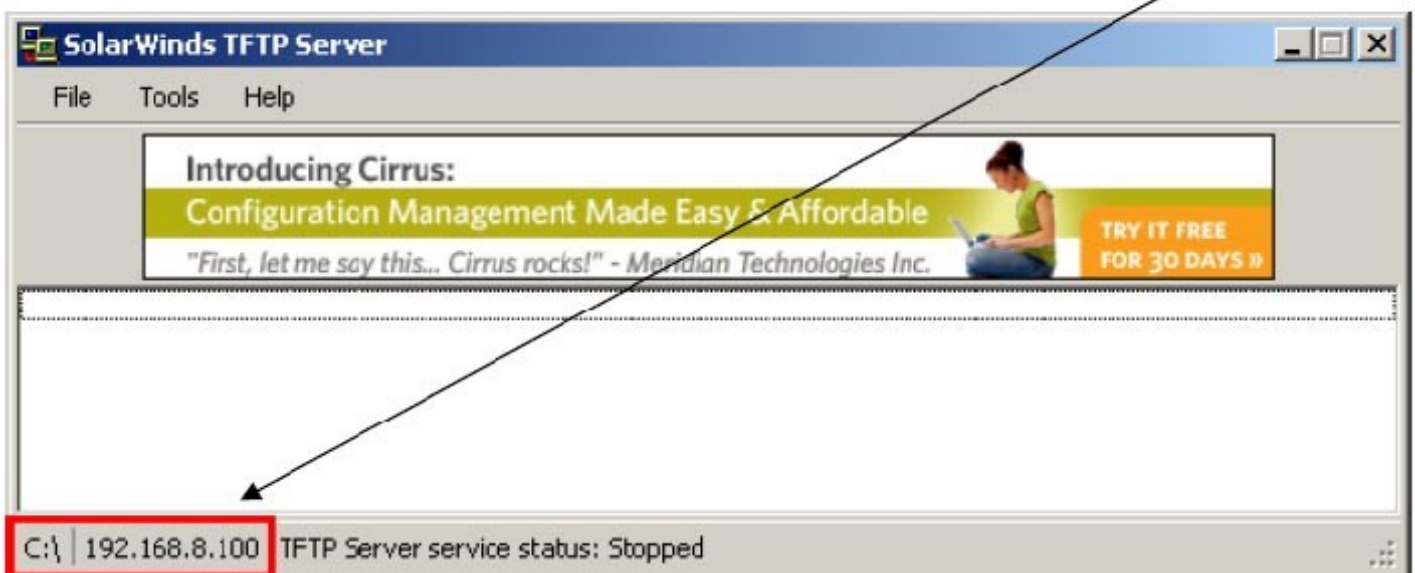 SolarWinds TFTP Server
File Tools Help
Introducing Cirrus:
Configuration Management Made Easy & Affordable
"First, let me say this... Cirrus rocks!" - Meridian Technologies Inc.
TRY IT FREE
FOR 30 DAYS »
C:\ 192.168.8.100 TFTP Server service status: Stopped